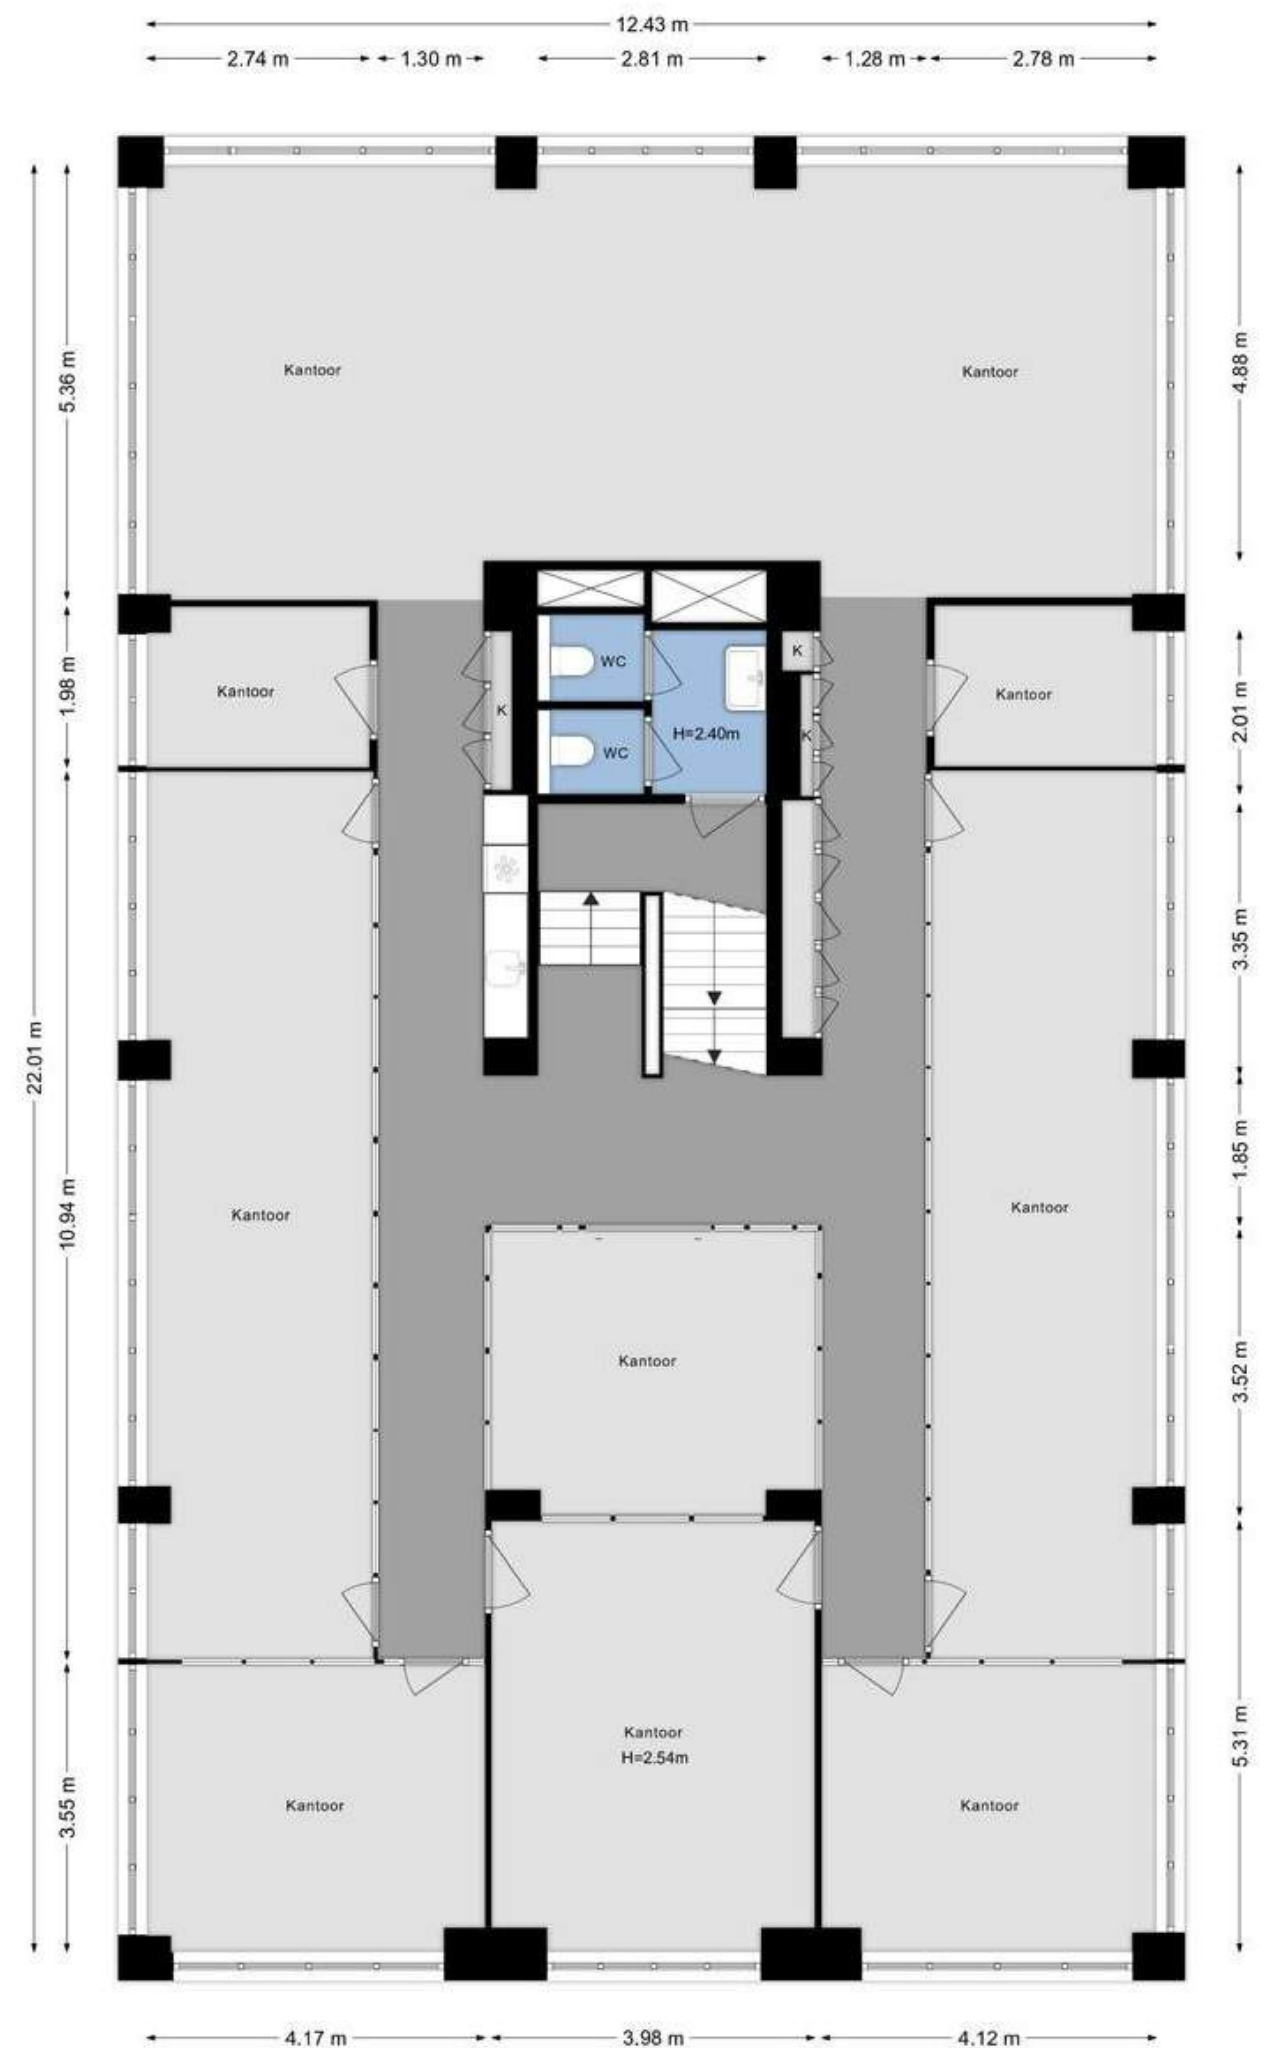 12.43 m
2.74 m
1.30 m
2.81 m
1.28 m
2.78 m
5.36 m
4.88 m
Kantoor
Kantoor
1.98 m
Kantoor
K
WC
WC
H=2.40m
K
K
Kantoor
2.01 m
3.35 m
22.01 m
10.94 m
1.85 m
Kantoor
Kantoor
Kantoor
3.52 m
Kantoor
H=2.54m
5.31 m
3.55 m
Kantoor
Kantoor
4.17 m
3.98 m
4.12 m